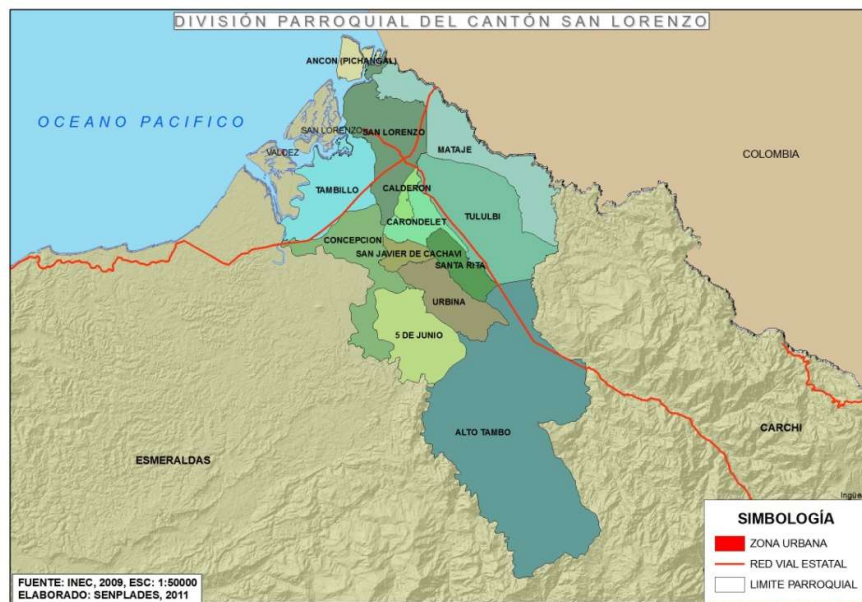 DIVISIÓN PARROQUIAL DEL CANTÓN SAN LORENZO
ANCON (PICHANGAL)
OCEANO PACIFICO
SAN LORENZO
SAN LORENZO
VALDEZ
MATAJE
COLOMBIA
TAMBILLO
CALDERON
TULULBI
CARONDELET
CONCEPCION
SAN JAVIER DE CACHAVI
SANTA RITA
URBINA
5 DE JUNIO
ALTO TAMBO
CARCHI
ESMERALDAS
SIMBOLOGÍA
ZONA URBANA
RED VIAL ESTATAL
LIMITE PARROQUIAL
FUENTE: INEC, 2009, ESC: 1:50000
ELABORADO: SENPLADES, 2011